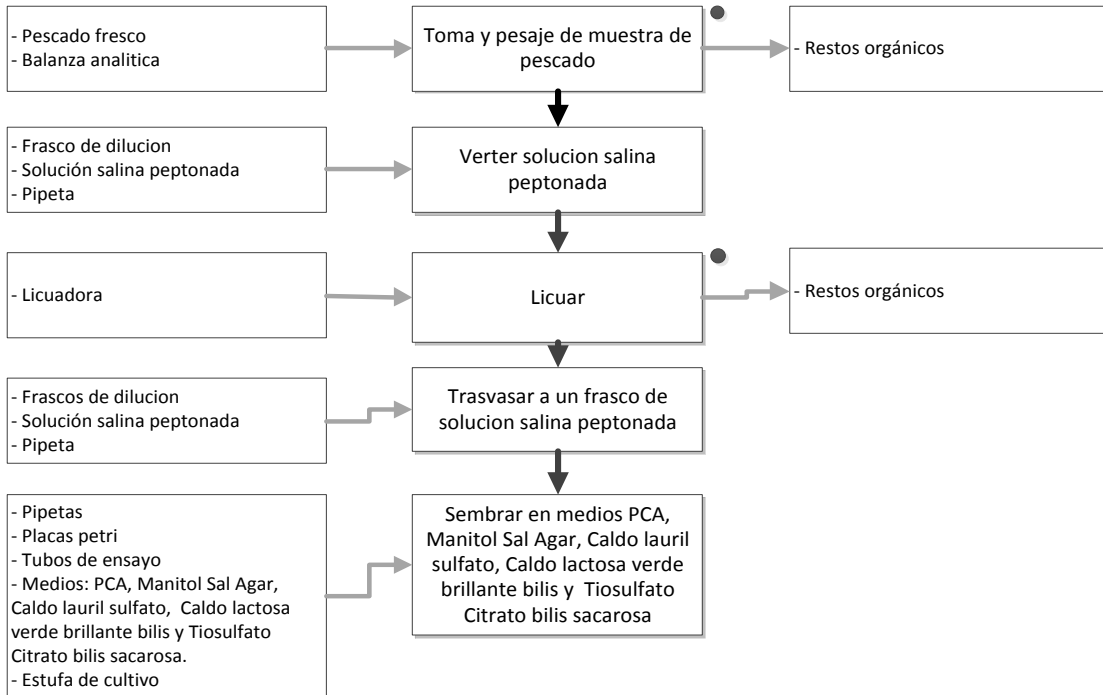 - Pescado fresco
- Balanza analitica
Toma y pesaje de muestra de
pescado
- Restos orgánicos
- Frasco de dilucion
- Solución salina peptonada
- Pipeta
Verter solucion salina
peptonada
- Licuadora
Licuar
- Restos orgánicos
- Frascos de dilucion
- Solución salina peptonada
- Pipeta
Trasvasar a un frasco de
solucion salina peptonada
- Pipetas
- Placas petri
- Tubos de ensayo
- Medios: PCA, Manitol Sal Agar,
Caldo lauril sulfato, Caldo lactosa
verde brillante bilis y Tiosulfato
Citrato bilis sacarosa.
- Estufa de cultivo
Sembrar en medios PCA,
Manitol Sal Agar, Caldo lauril
sulfato, Caldo lactosa verde
brillante bilis y Tiosulfato
Citrato bilis sacarosa